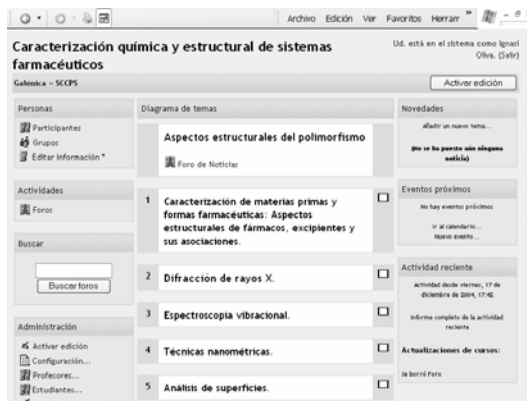 Archivo Edición Ver Favoritos Herrar »
Caracterización química y estructural de sistemas
farmacéuticos
Ud. está en el sistema como Ignasi
Oliva. (Salir)
Galénica » SCCPS
Activar edición
Personas
Participantes
Grupos
Editar información *
Actividades
Foros
Buscar
Buscar foros
Administración
Activar edición
Configuración...
Profesores...
Estudiantes...
Diagrama de temas
Aspectos estructurales del polimorfismo
Foro de Noticias
1 Caracterización de materias primas y
formas farmacéuticas: Aspectos
estructurales de fármacos, excipientes y
sus asociaciones.
2 Difracción de rayos X.
3 Espectroscopia vibracional.
4 Técnicas nanométricas.
5 Análisis de superficies.
Novedades
Añadir un nuevo tema...
(No se ha puesto aún ninguna
noticia)
Eventos próximos
No hay eventos próximos
Ir al calendario...
Nuevo evento...
Actividad reciente
Actividad desde viernes, 17 de
diciembre de 2004, 17:42
Informe completo de la actividad
reciente
Actualizaciones de cursos:
Se borró Foro